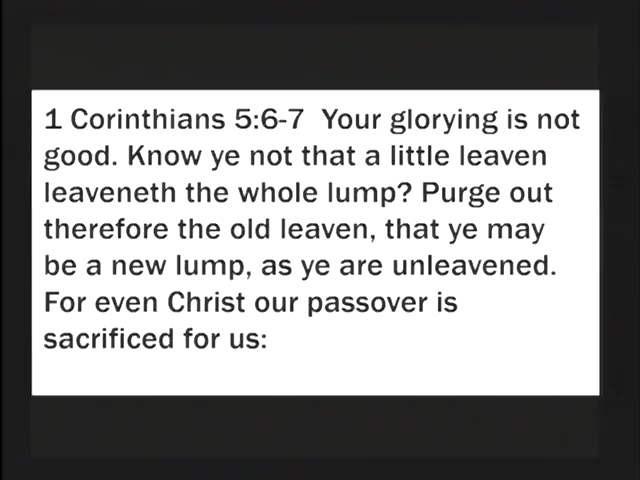 1 Corinthians 5:6-7  Your glorying is not
good. Know ye not that a little leaven
leaveneth the whole lump? Purge out
therefore the old leaven, that ye may
be a new lump, as ye are unleavened.
For even Christ our passover is
sacrificed for us: